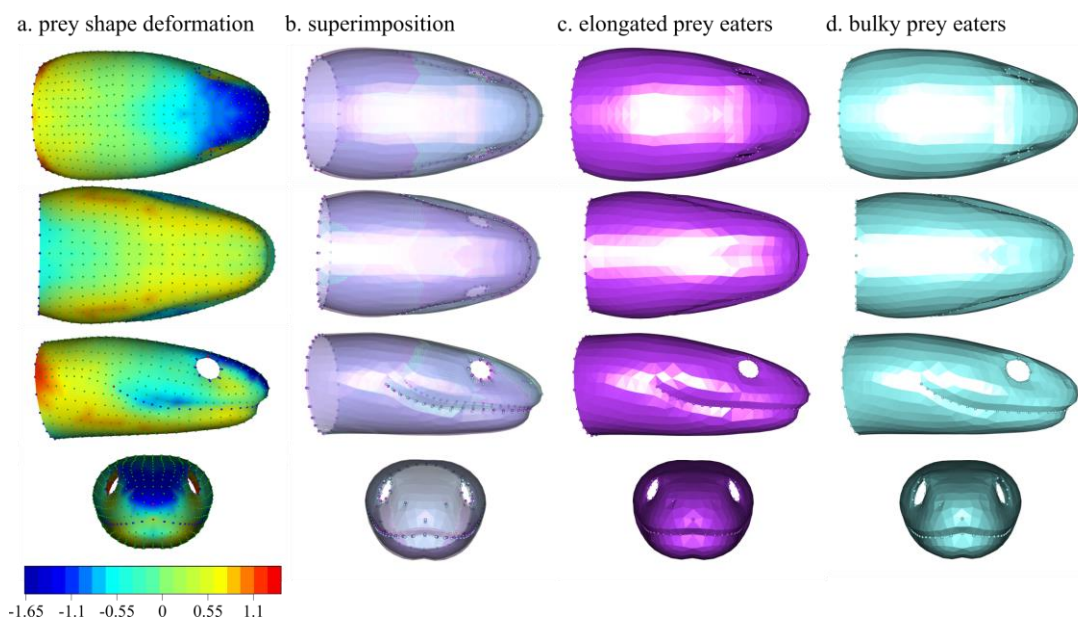 a. prey shape deformation b. superimposition c. elongated prey eaters d. bulky prey eaters
-1.65 -1.1 -0.55 0 0.55 1.1